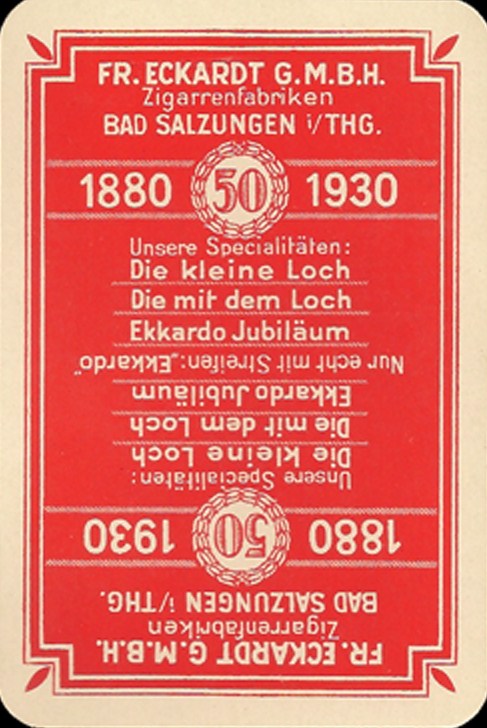 FR. ECKARDT G.M.B.H.
Zigarrenfabriken
BAD SALZUNGEN i/THG.
1880 50 1930
Unsere Specialitäten:
Die kleine Loch
Die mit dem Loch
Ekkardo Jubiläum
Nur echt mit Streifen: „Ekkardo"
Ekkardo Jubiläum
Die mit dem Loch
Die kleine Loch
Unsere Specialitäten:
1880 50 1930
BAD SALZUNGEN i/THG.
Zigarrenfabriken
FR. ECKARDT G.M.B.H.